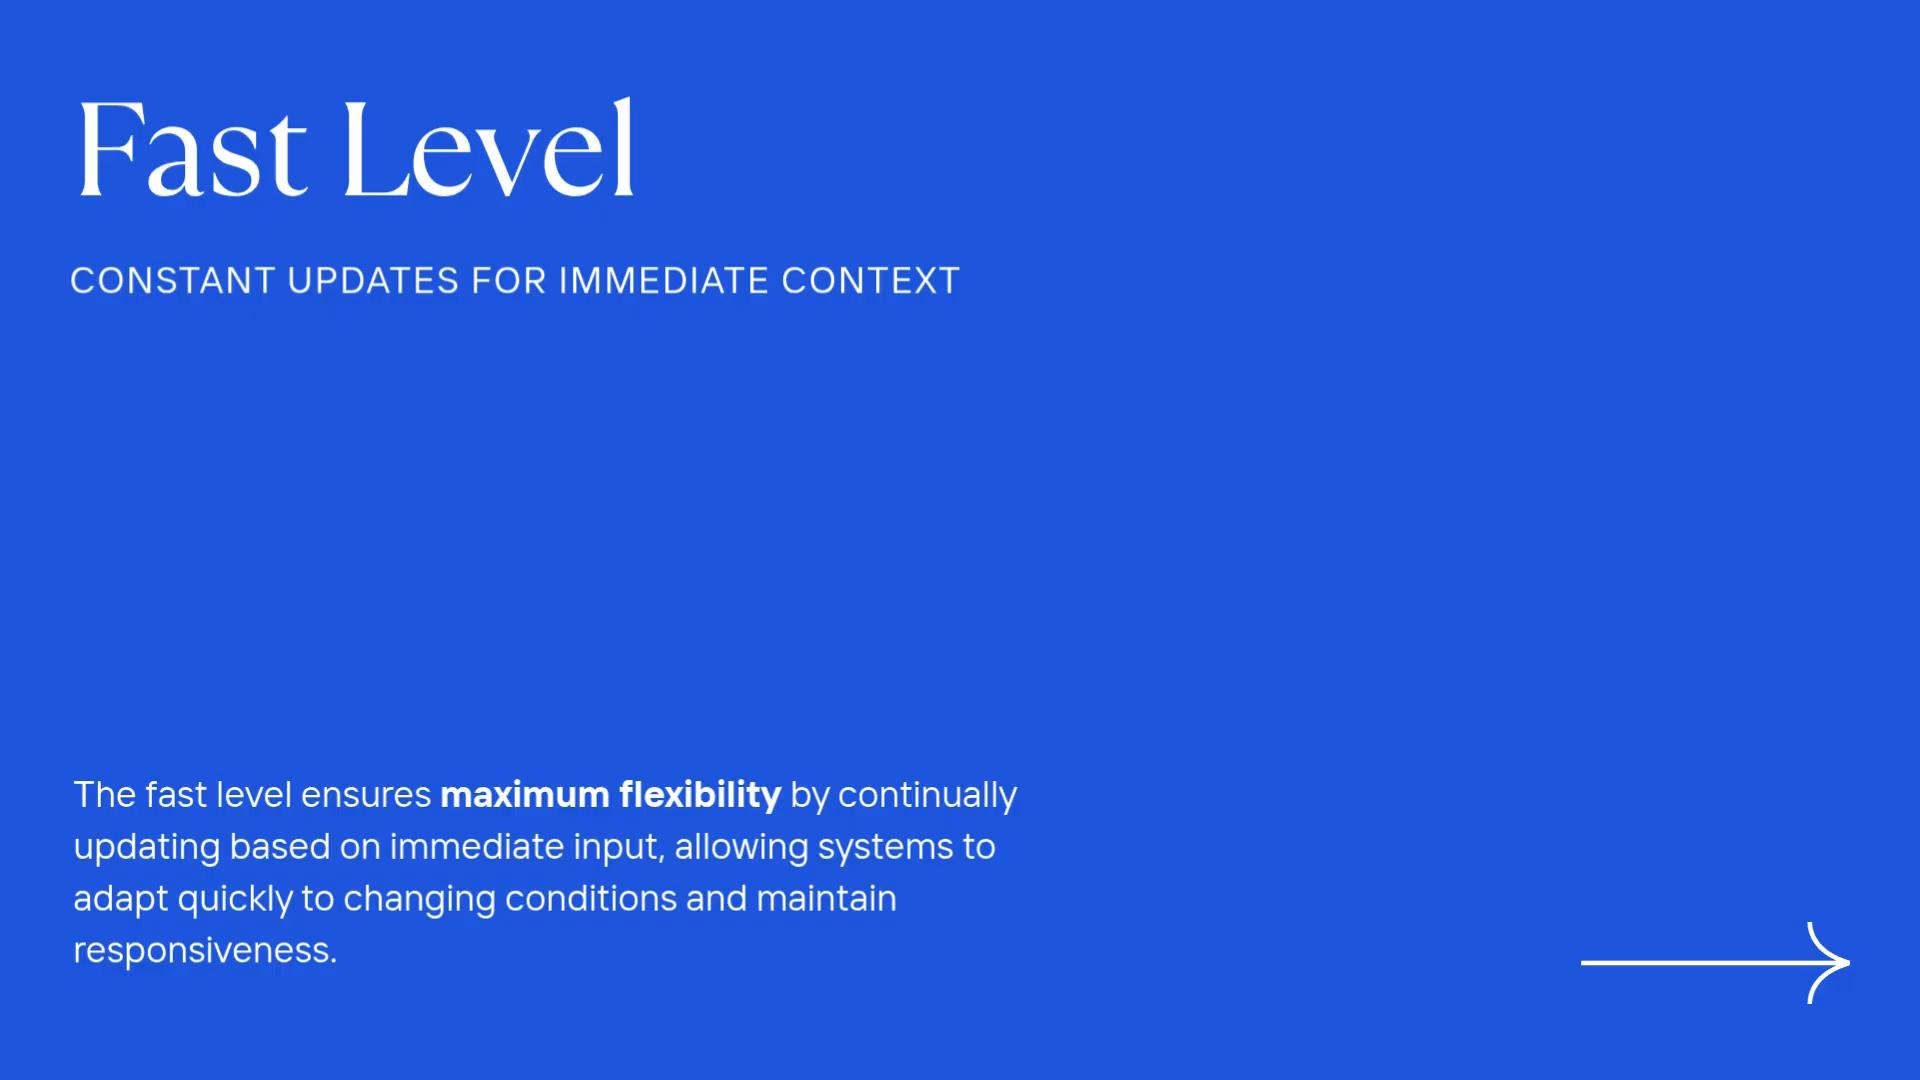 Fast Level
CONSTANT UPDATES FOR IMMEDIATE CONTEXT
The fast level ensures maximum flexibility by continually
updating based on immediate input, allowing systems to
adapt quickly to changing conditions and maintain
responsiveness.